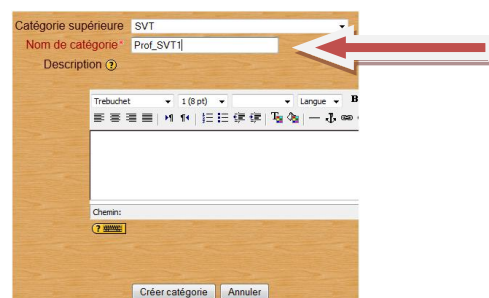 Catégorie supérieure SVT
Nom de catégorie* Prof_SVT1
Description ?
Trebuchet 1 (8 pt) Langue B
Chemin:
?
Créer catégorie Annuler